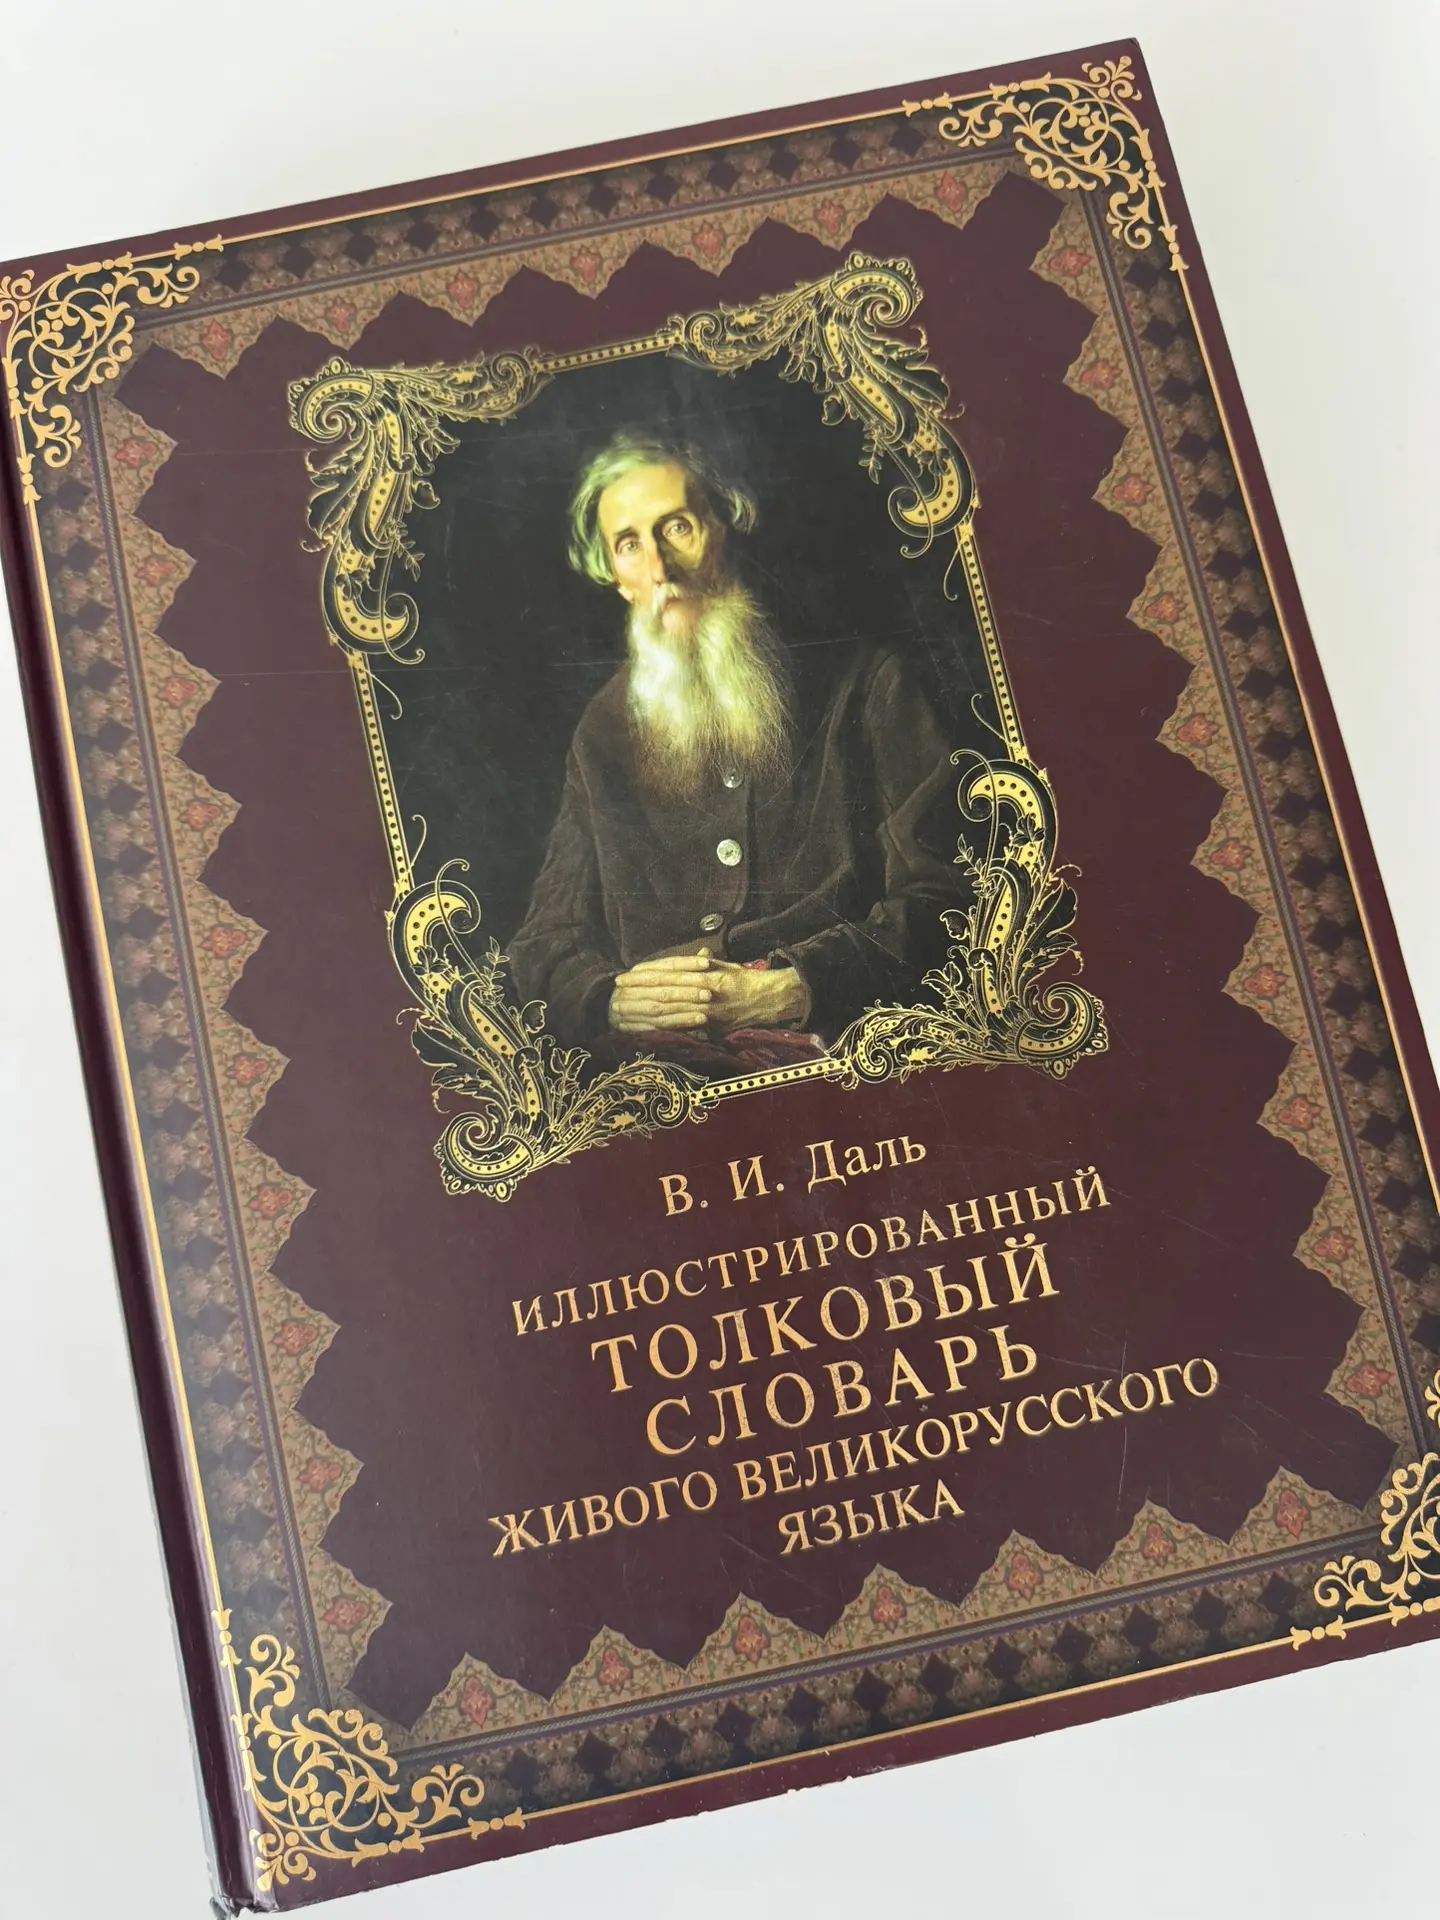 В. И. Даль
ИЛЛЮСТРИРОВАННЫЙ
ТОЛКОВЫЙ
СЛОВАРЬ
ЖИВОГО ВЕЛИКОРУССКОГО
ЯЗЫКА